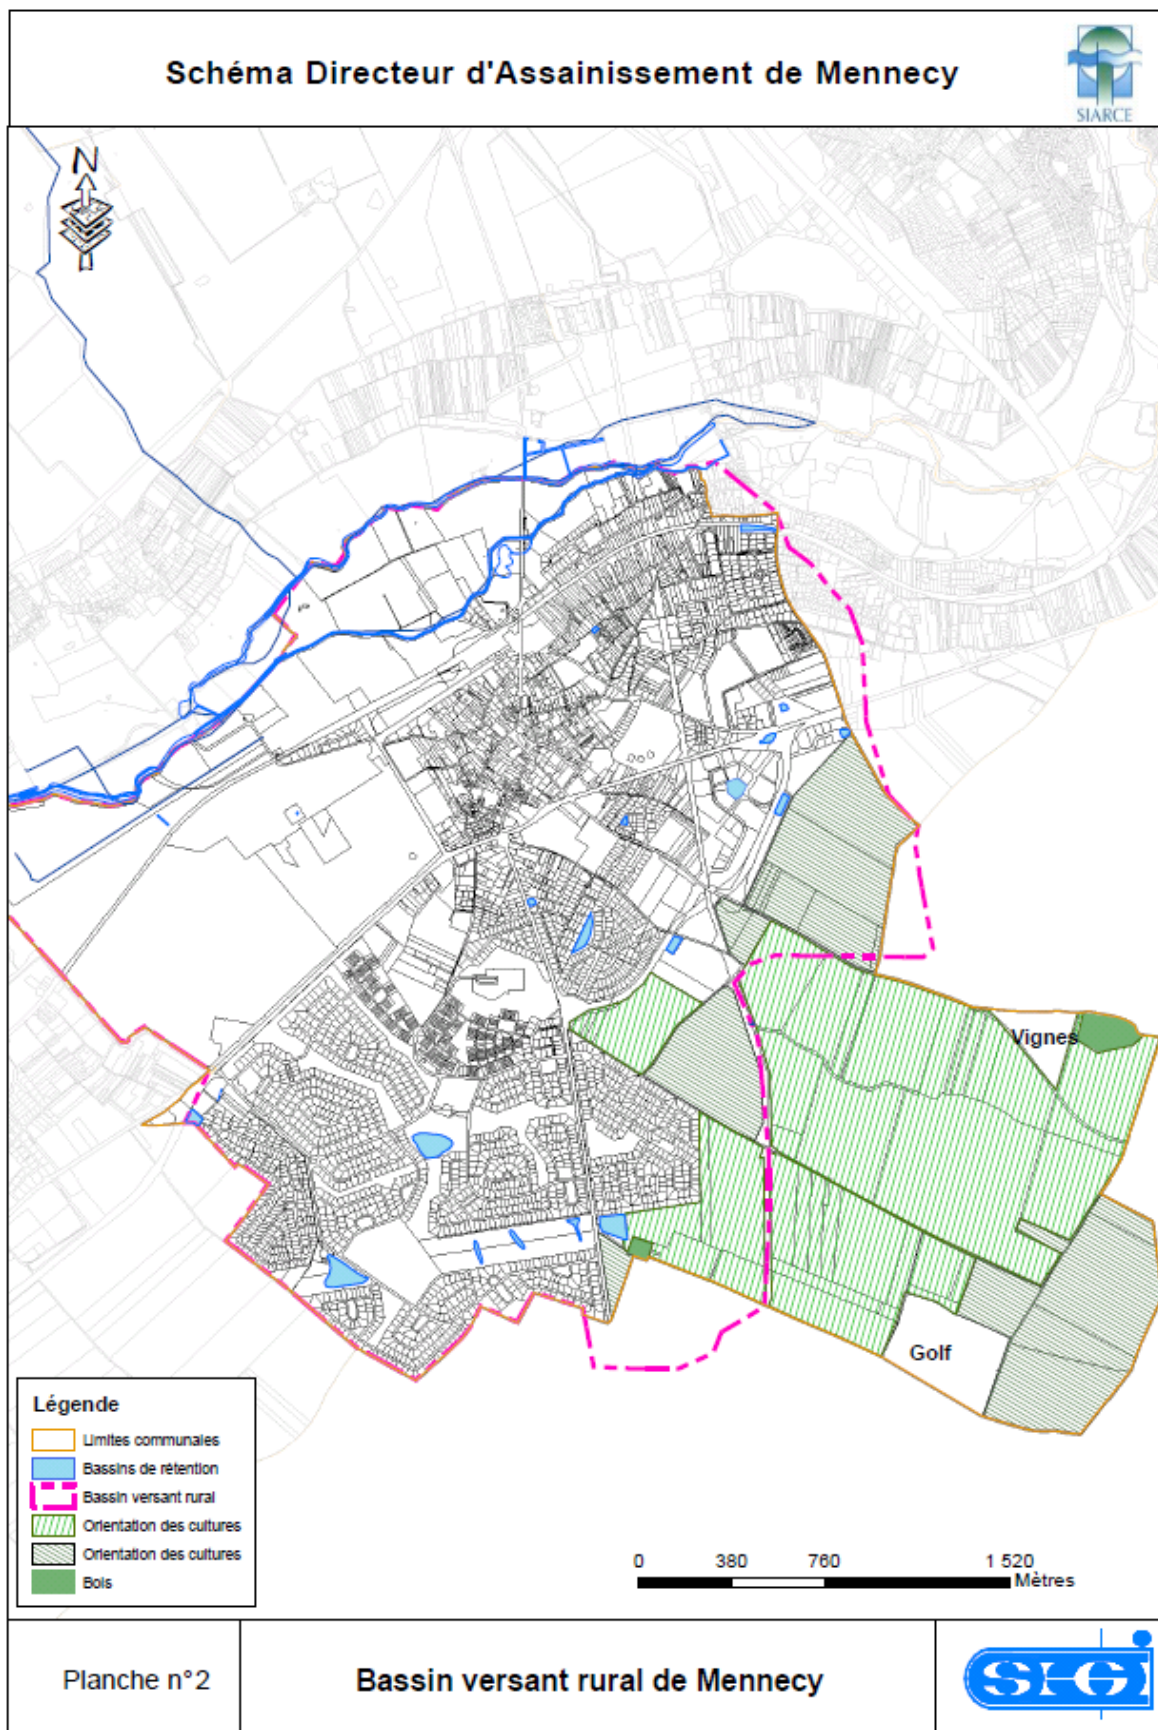 Schéma Directeur d'Assainissement de Mennecy
SIARCE
N
Vignes
Golf
Légende
Limites communales
Bassins de rétention
Bassin versant rural
Orientation des cultures
Orientation des cultures
Bois
0 380 760 1 520
Mètres
Planche n°2
Bassin versant rural de Mennecy